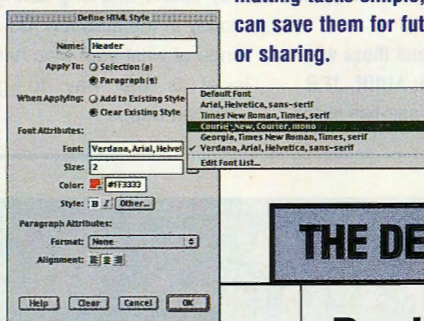 making tasks simple,
can save them for fut
or sharing.
Define HTML Style
Name: Header
Apply To: Selection (a)
Paragraph (¶)
When Applying: Add to Existing Style
Clear Existing Style
Font Attributes:
Font: Verdana, Arial, Helvet
Size: 2
Color: #FF3333
Style: B I Other...
Paragraph Attributes:
Format: None
Alignment:
Help Clear Cancel OK
Default Font
Arial, Helvetica, sans-serif
Times New Roman, Times, serif
Courier New, Courier, mono
Georgia, Times New Roman, Times, serif
✓ Verdana, Arial, Helvetica, sans-serif
Edit Font List...
THE DE